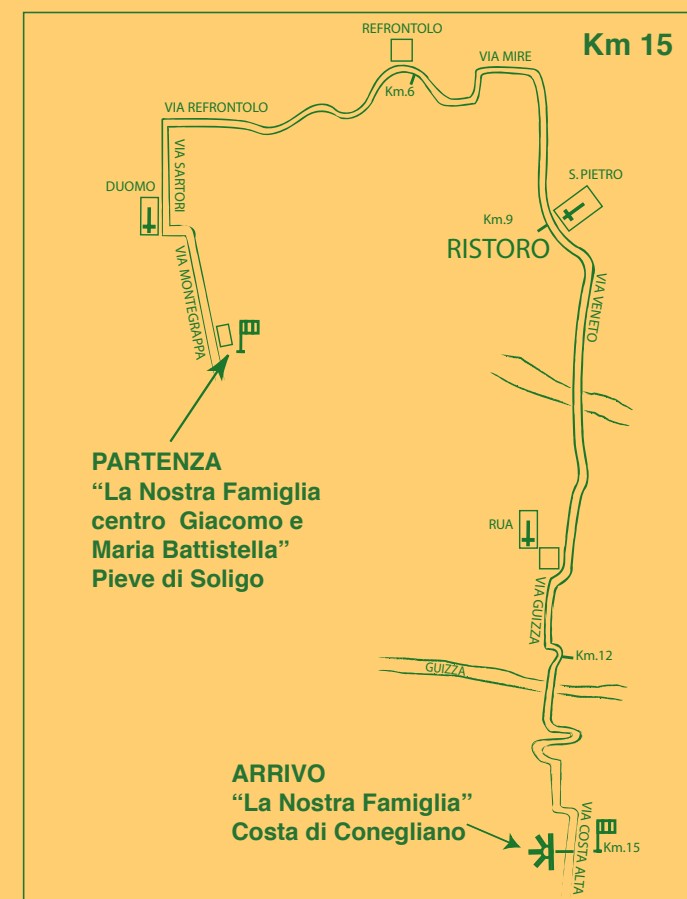 REFRONTOLO
Km 15
VIA MIRE
Km.6
VIA REFRONTOLO
VIA SARTORI
DUOMO
S. PIETRO
Km.9
RISTORO
VIA MONTEGRAPPA
VIA VENETO
PARTENZA
“La Nostra Famiglia
centro Giacomo e
Maria Battistella”
Pieve di Soligo
RUA
VIA GUIZZA
Km.12
GUIZZA
ARRIVO
“La Nostra Famiglia”
Costa di Conegliano
VIA COSTA ALTA
Km.15